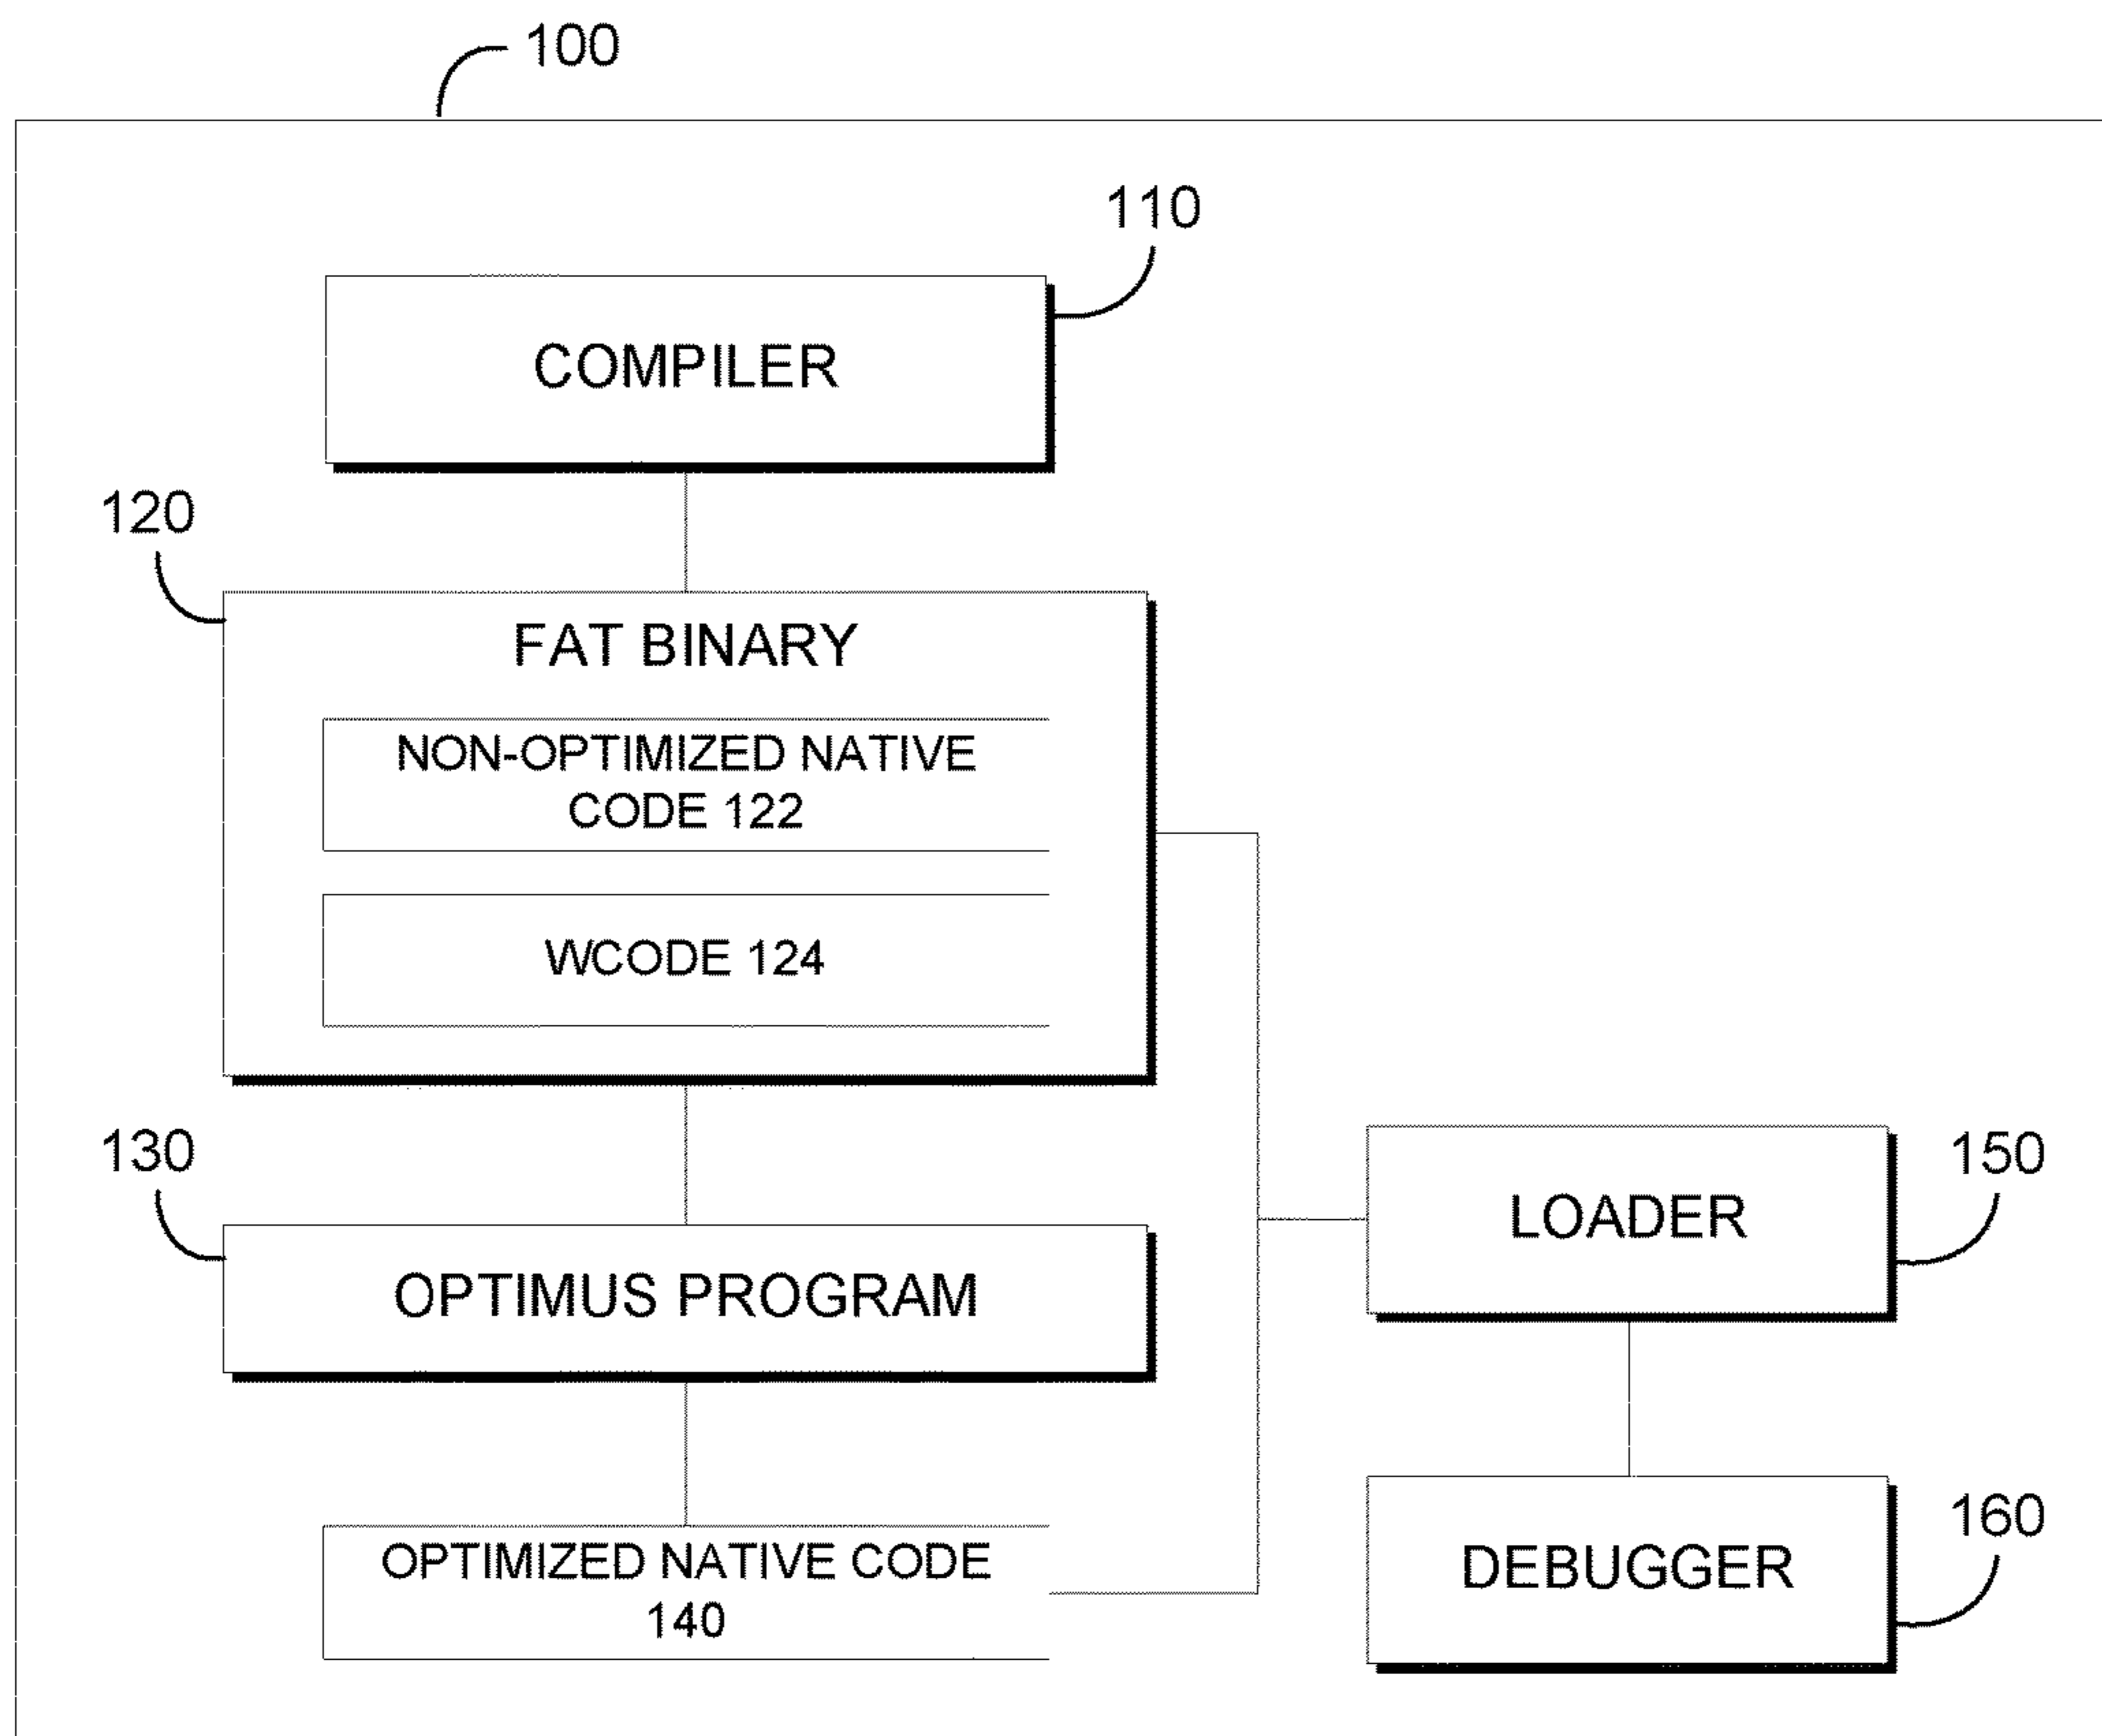 100
110
COMPILER
120
FAT BINARY
NON-OPTIMIZED NATIVE
CODE 122
WCODE 124
130
OPTIMUS PROGRAM
150
LOADER
OPTIMIZED NATIVE CODE
140
160
DEBUGGER